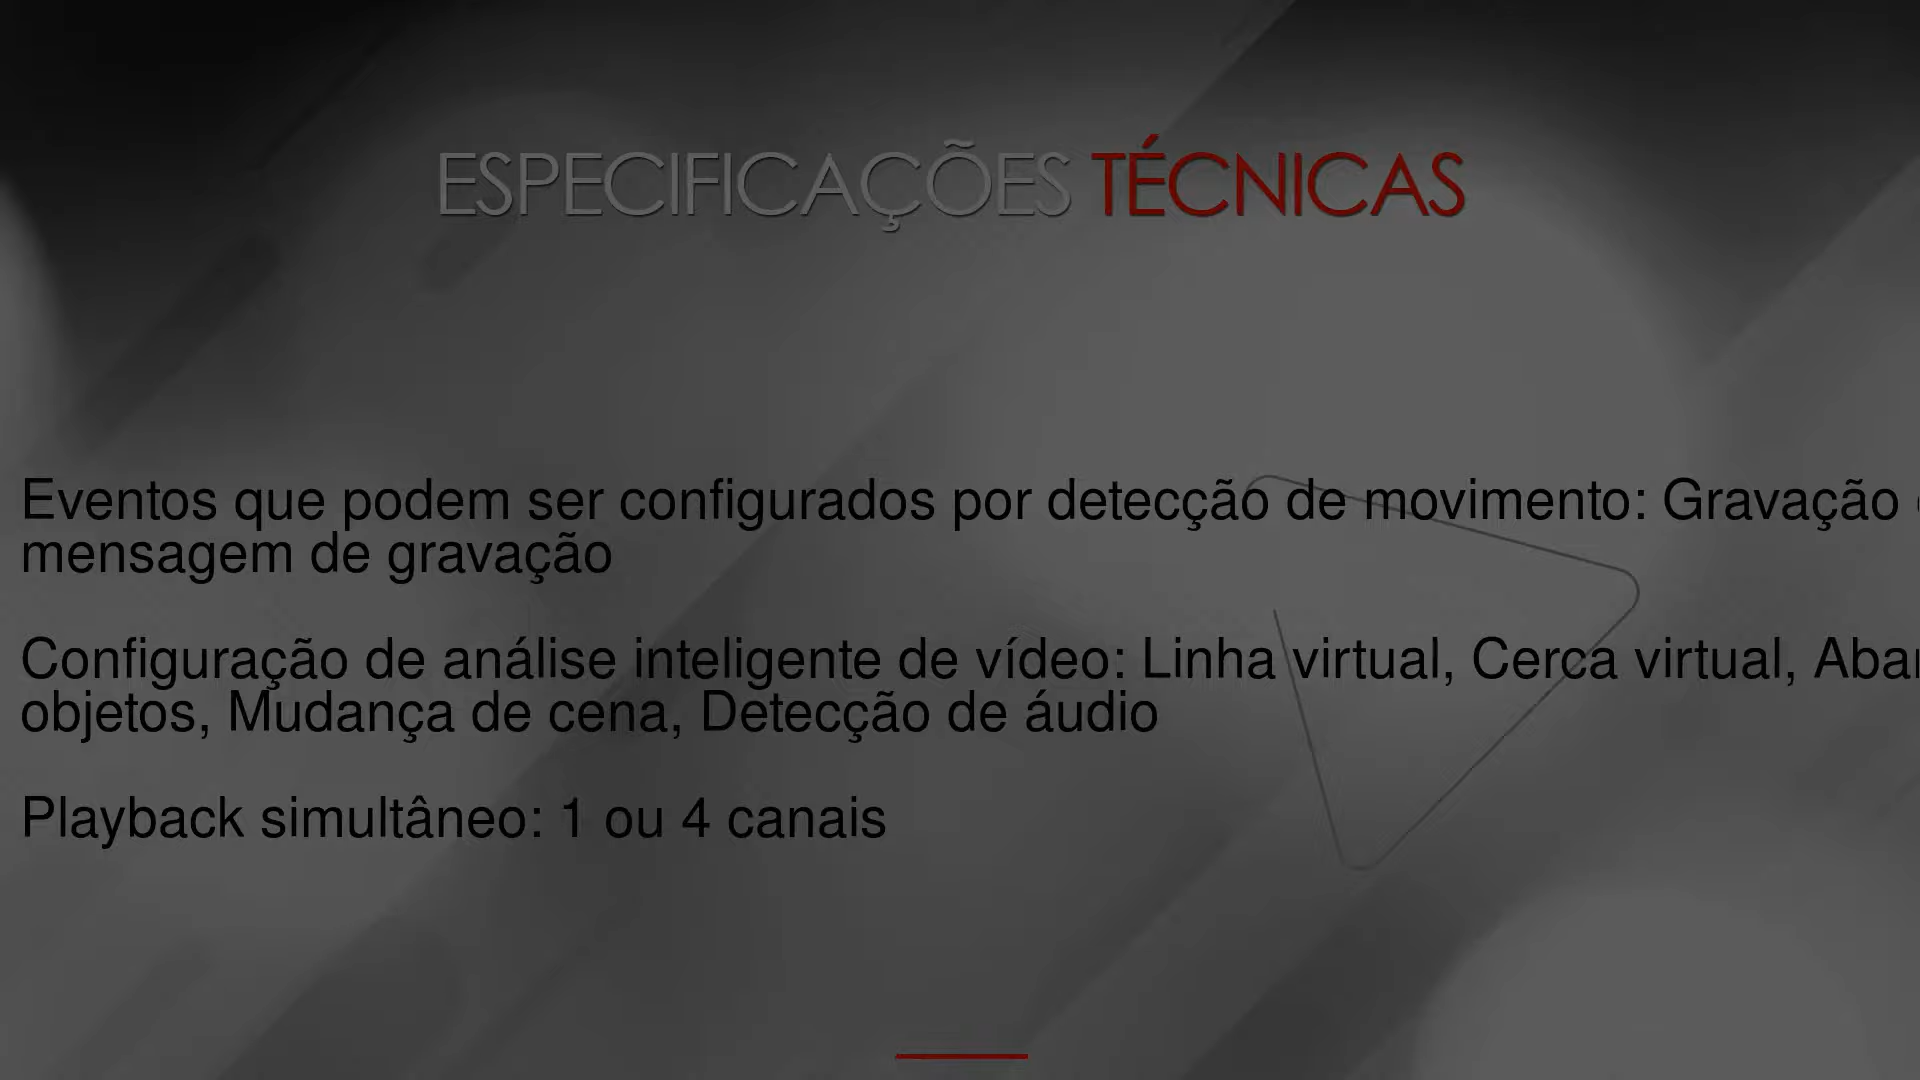 ESPECIFICAÇÕES TÉCNICAS
Eventos que podem ser configurados por detecção de movimento: Gravação
mensagem de gravação
Configuração de análise inteligente de vídeo: Linha virtual, Cerca virtual,
objetos, Mudança de cena, Detecção de áudio
Playback simultâneo: 1 ou 4 canais